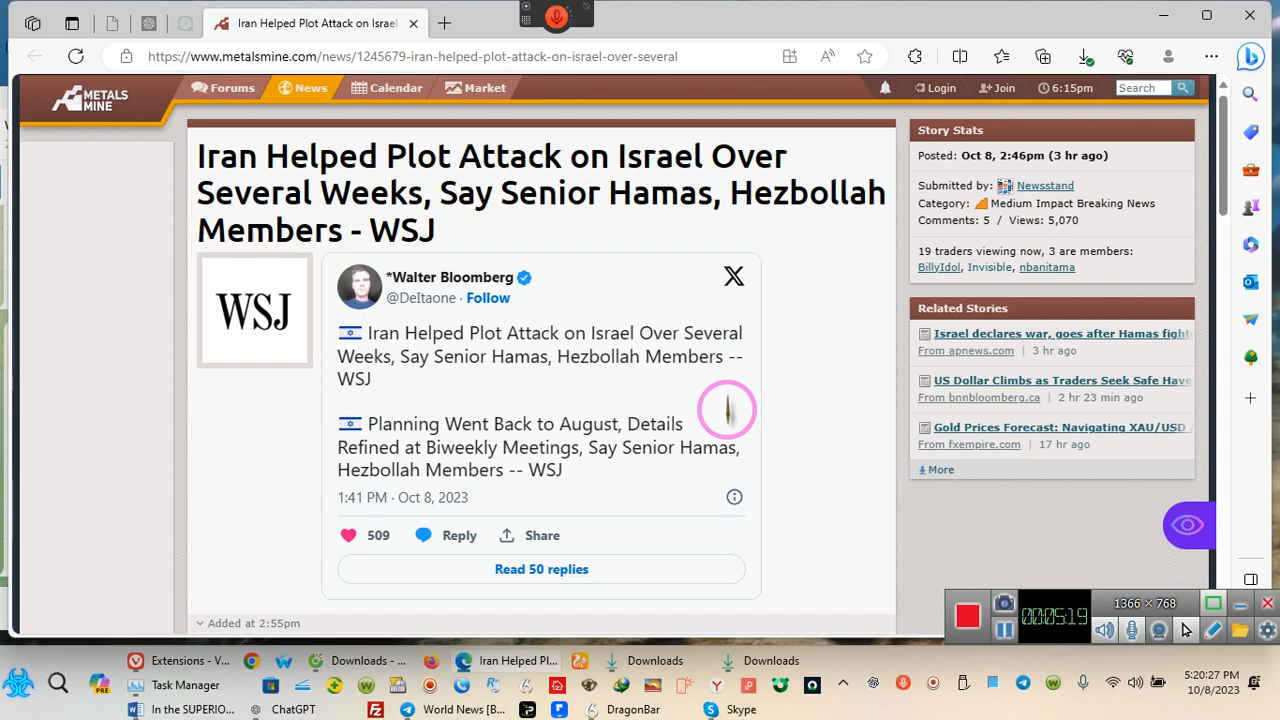 Iran Helped Plot Attack on Israel
https://www.metalsmine.com/news/1245679-iran-helped-plot-attack-on-israel-over-several
METALS
MINE
Forums
News
Calendar
Market
Login
Join
6:15pm
Search
Iran Helped Plot Attack on Israel Over
Several Weeks, Say Senior Hamas, Hezbollah
Members - WSJ
WSJ
*Walter Bloomberg
@DeItaone · Follow
Iran Helped Plot Attack on Israel Over Several
Weeks, Say Senior Hamas, Hezbollah Members --
WSJ
Planning Went Back to August, Details
Refined at Biweekly Meetings, Say Senior Hamas,
Hezbollah Members -- WSJ
1:41 PM · Oct 8, 2023
509
Reply
Share
Read 50 replies
Added at 2:55pm
Story Stats
Posted: Oct 8, 2:46pm (3 hr ago)
Submitted by: Newsstand
Category: Medium Impact Breaking News
Comments: 5 / Views: 5,070
19 traders viewing now, 3 are members:
BillyIdol, Invisible, nbanitama
Related Stories
Israel declares war, goes after Hamas fight
From apnews.com | 3 hr ago
US Dollar Climbs as Traders Seek Safe Have
From bnnbloomberg.ca | 2 hr 23 min ago
Gold Prices Forecast: Navigating XAU/USD
From fxempire.com | 17 hr ago
More
1366 × 768
00:05:19
Extensions - V...
Downloads - ...
Iran Helped Pl...
Downloads
Downloads
Task Manager
5:20:27 PM
10/8/2023
In the SUPERIO...
ChatGPT
World News [B...
DragonBar
Skype